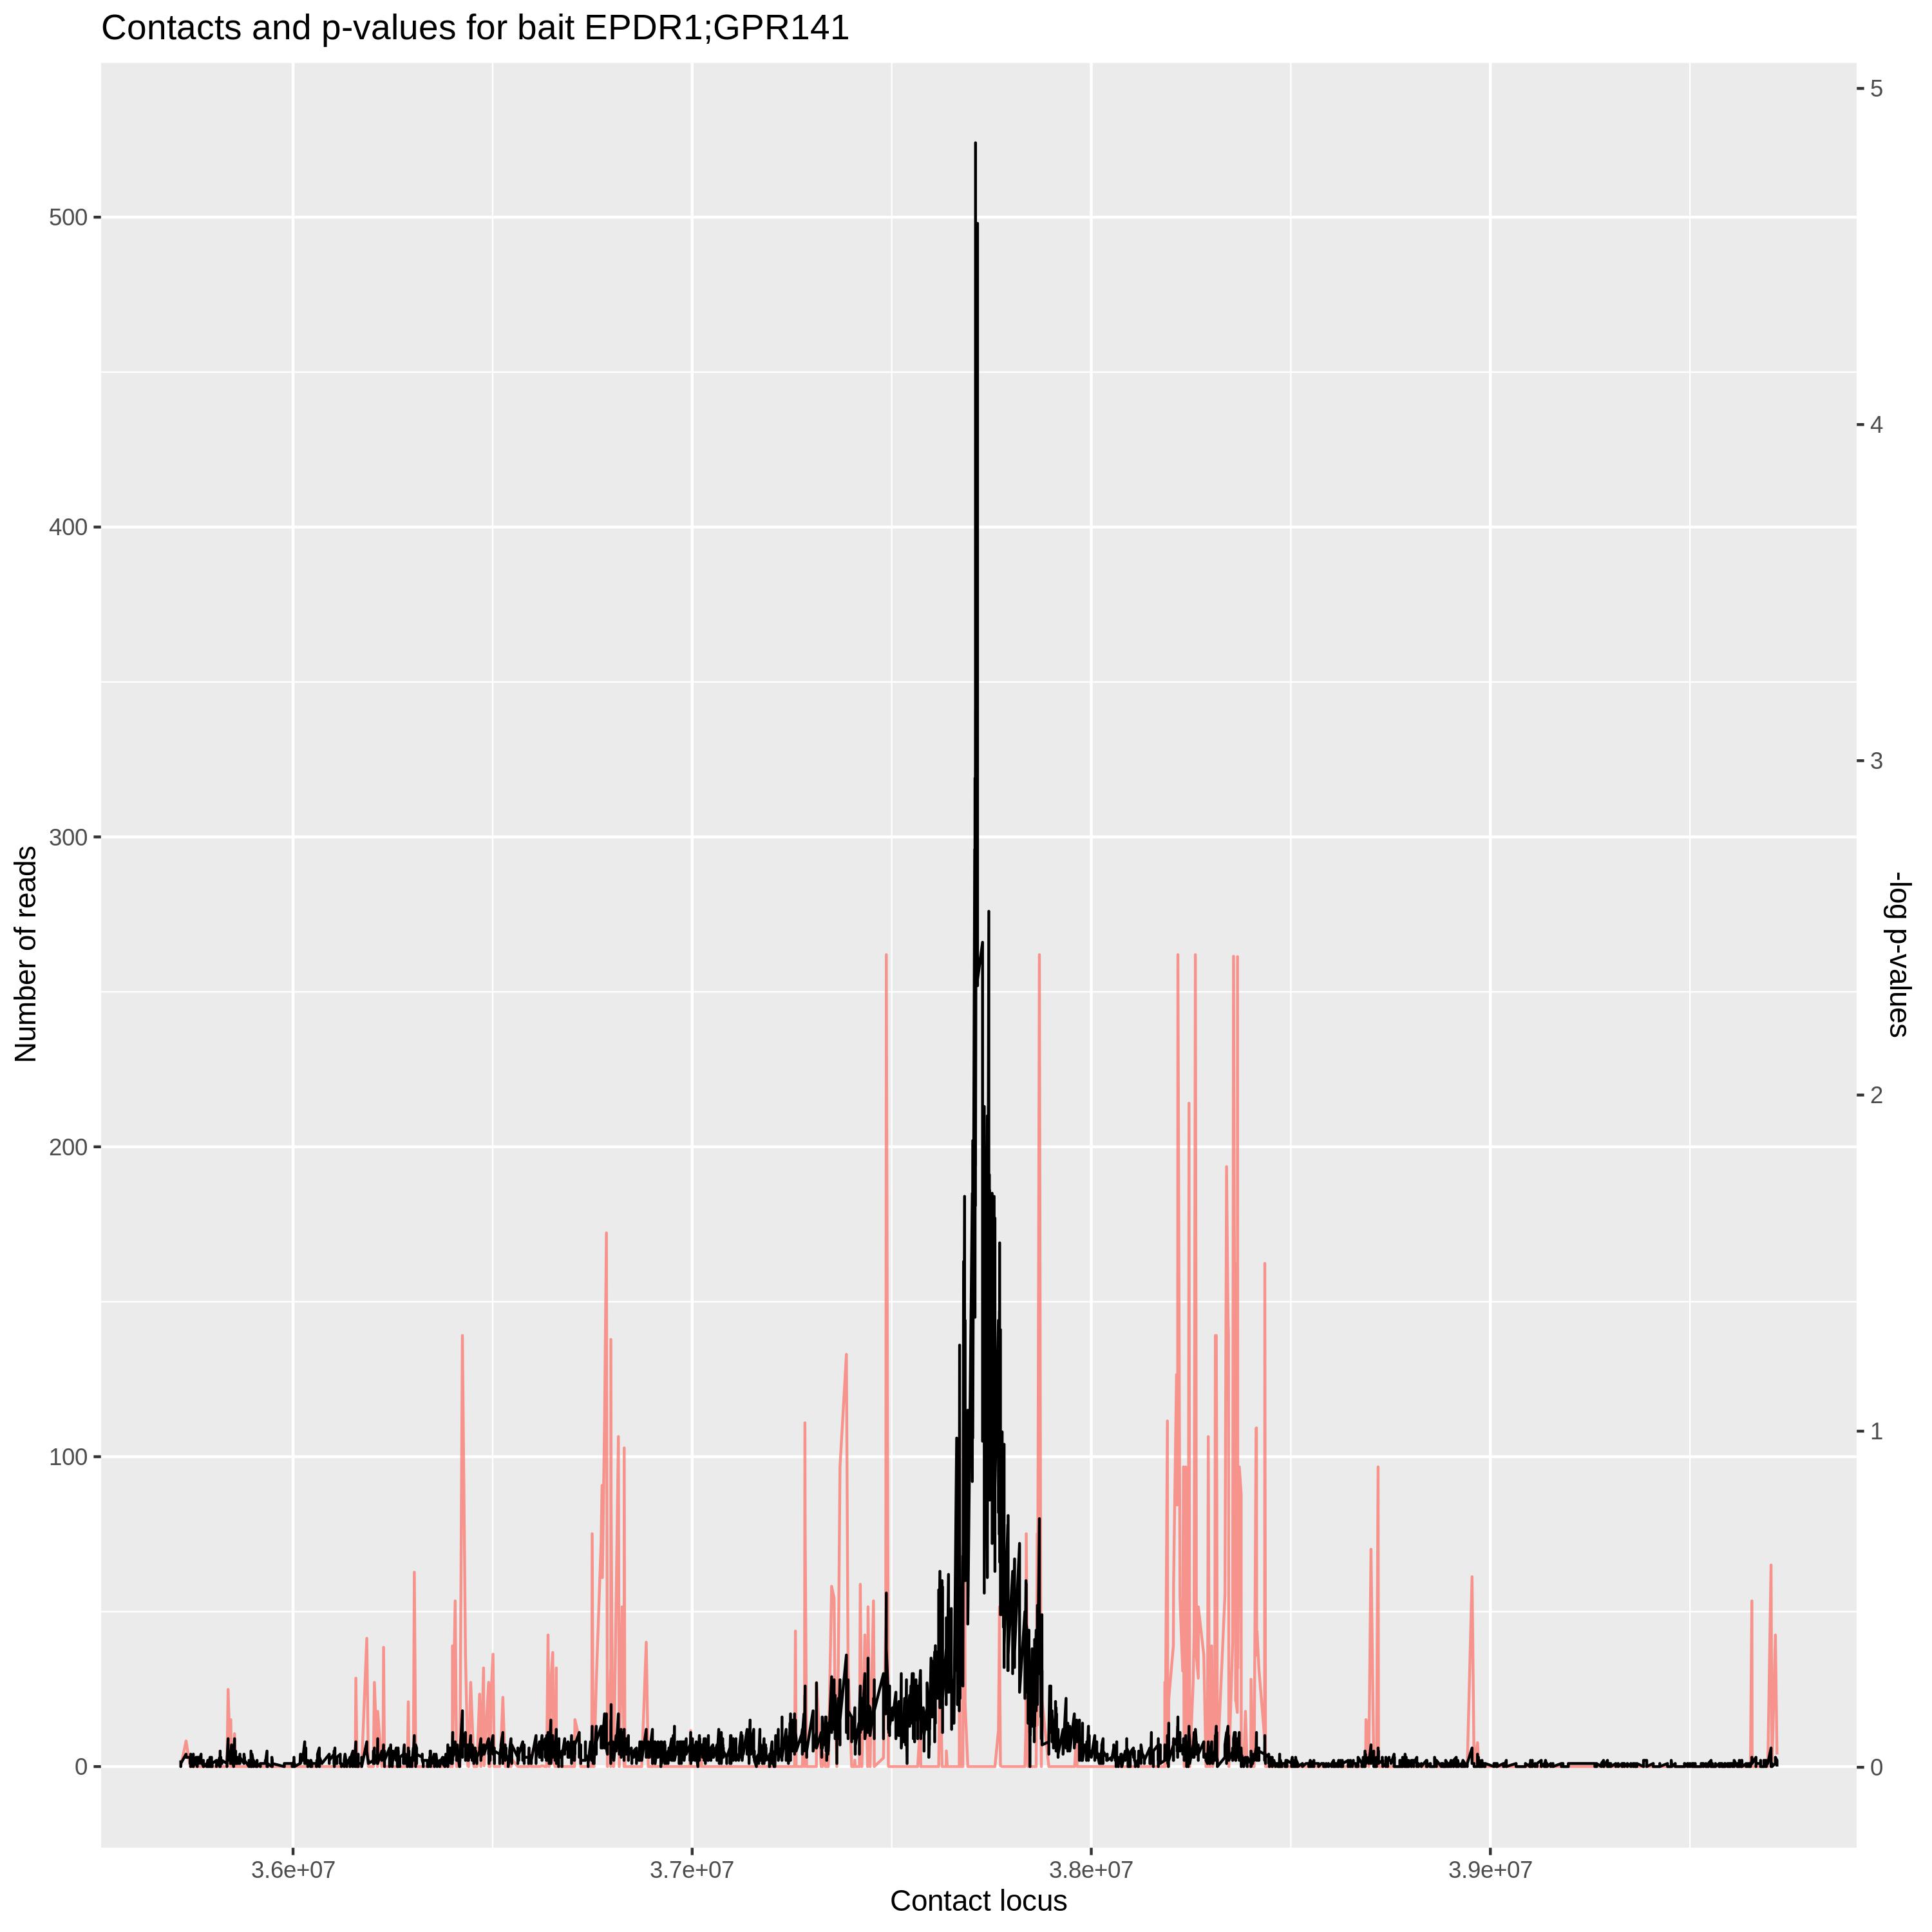 Contacts and p-values for bait EPDR1;GPR141
5
500
4
400
3
300
Number of reads
-log p-values
2
200
1
100
0
0
3.6e+07
3.7e+07
3.8e+07
3.9e+07
Contact locus